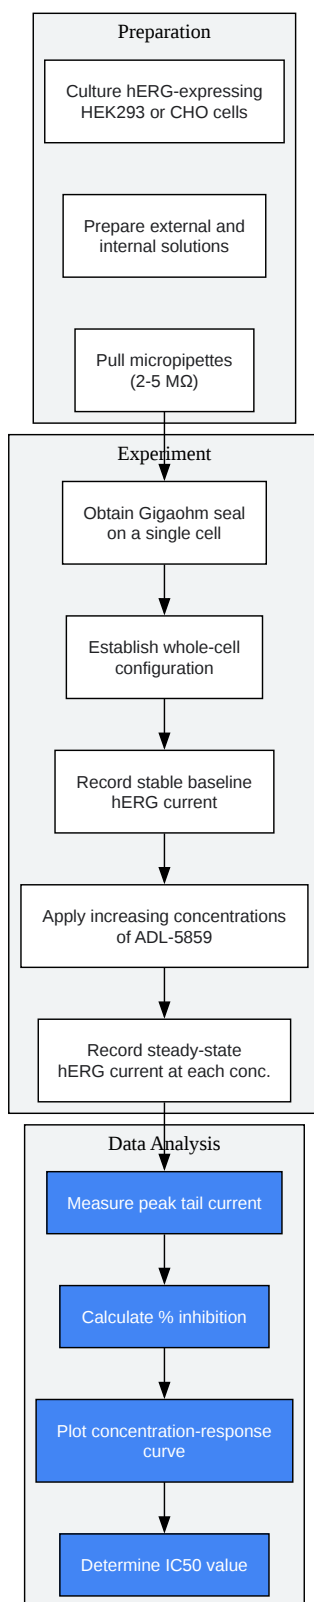 Preparation
Culture hERG-expressing
HEK293 or CHO cells
Prepare external and
internal solutions
Pull micropipettes
(2-5 MΩ)
Experiment
Obtain Gigaohm seal
on a single cell
Establish whole-cell
configuration
Record stable baseline
hERG current
Apply increasing concentrations
of ADL-5859
Record steady-state
hERG current at each conc.
Data Analysis
Measure peak tail current
Calculate % inhibition
Plot concentration-response
curve
Determine IC50 value